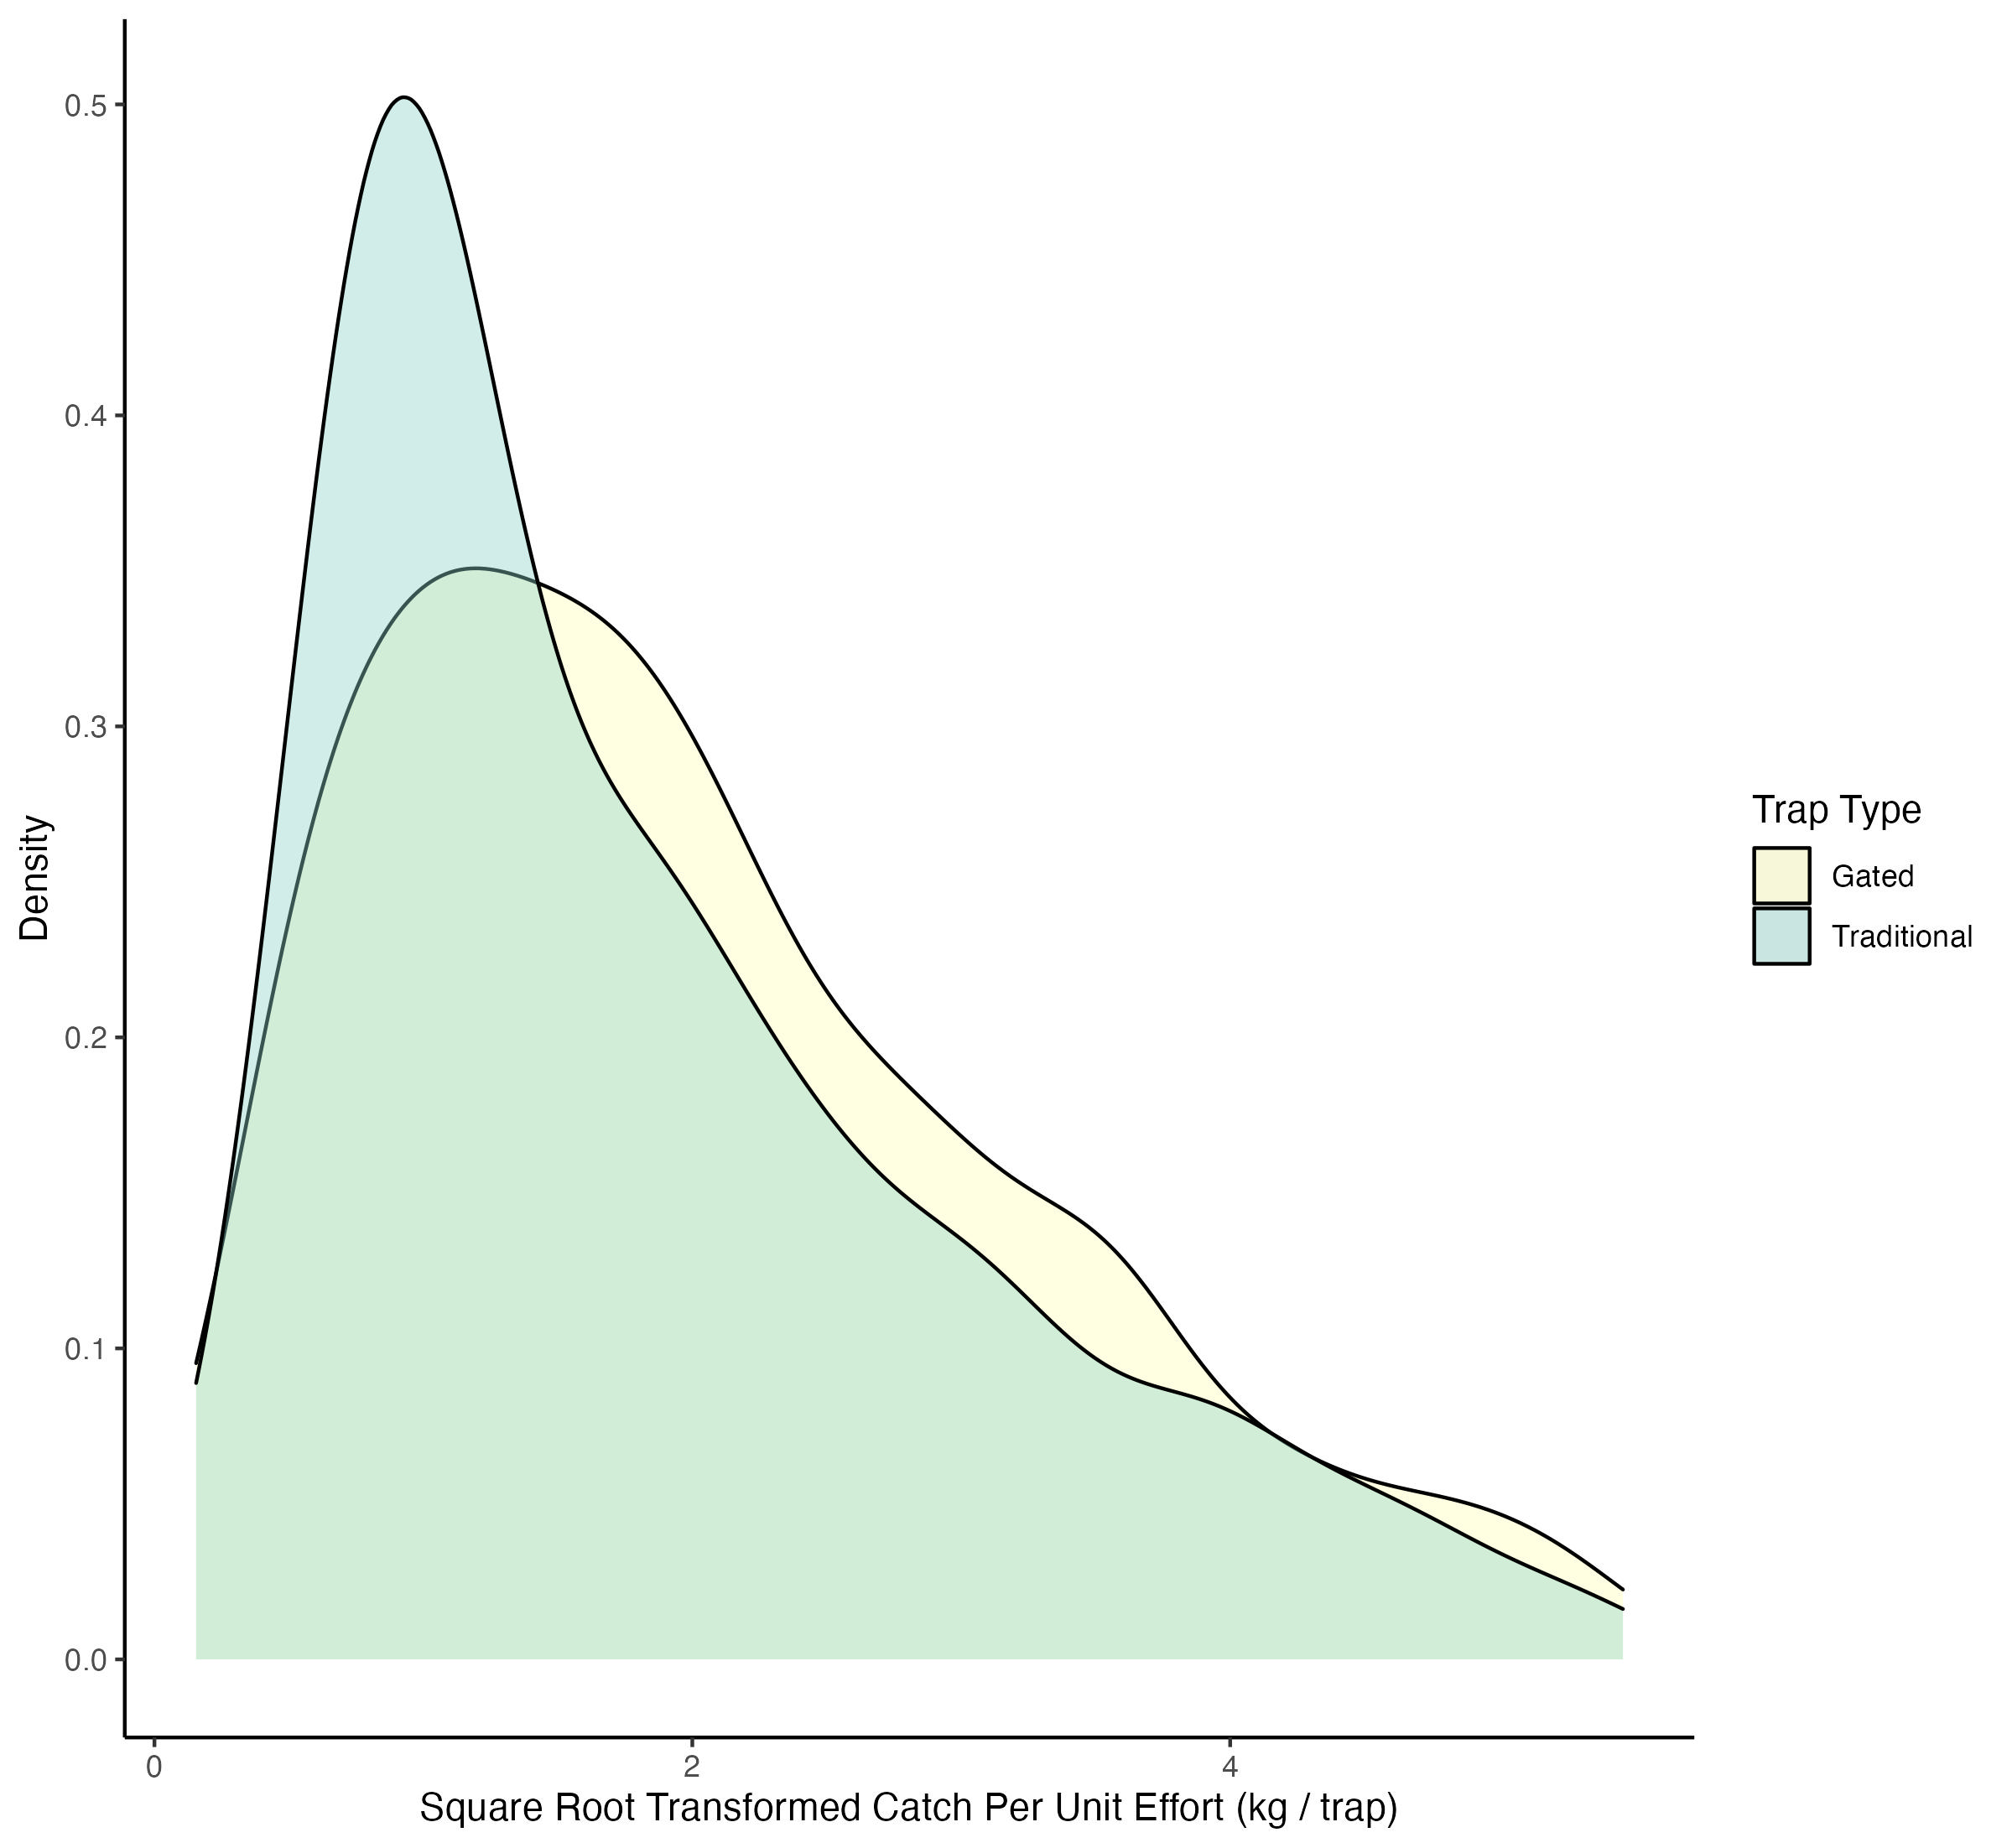 0.5
0.4
0.3
0.2
0.1
0.0
Density
0
2
4
Square Root Transformed Catch Per Unit Effort (kg / trap)
Trap Type
Gated
Traditional